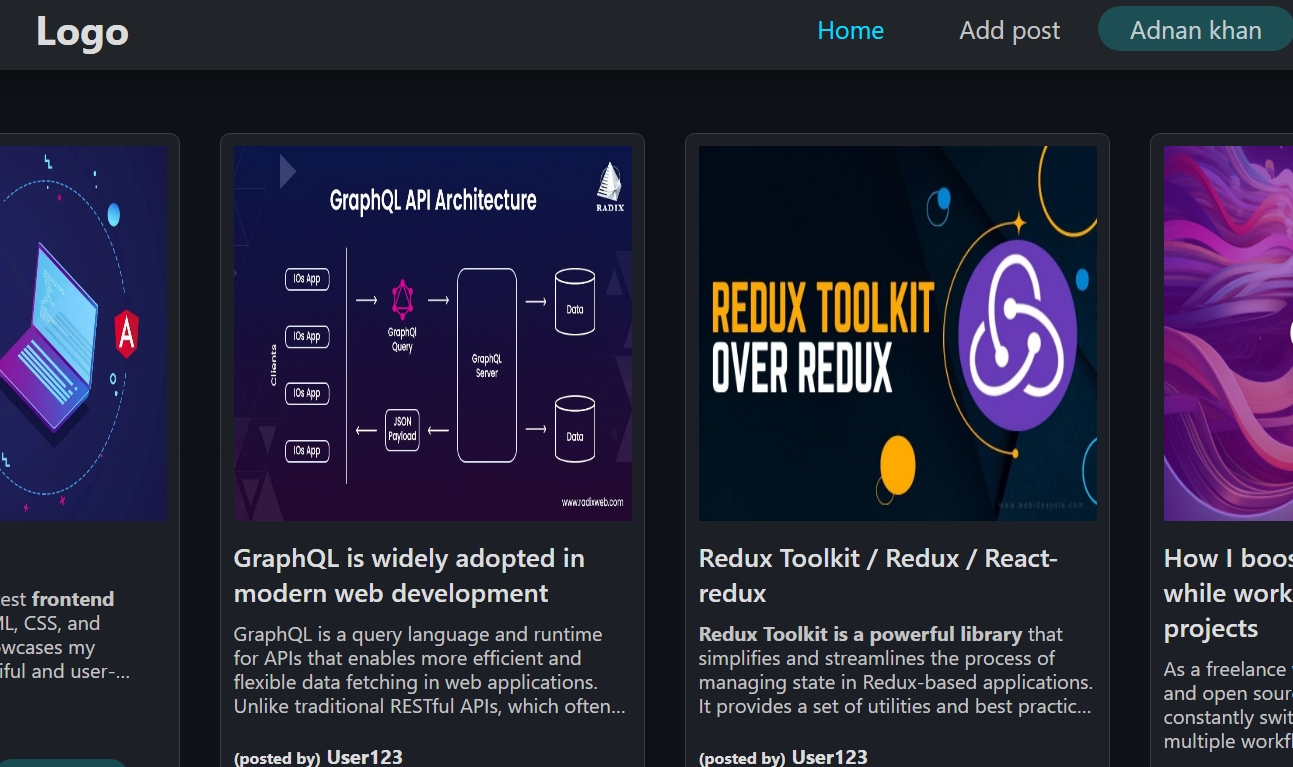 Logo
Home
Add post
Adnan khan
est frontend
ML, CSS, and
owcases my
iful and user-...
GraphQL API Architecture
RADIX
Clients
IOs App
IOs App
IOs App
IOs App
GraphQl
Query
JSON
Payload
GraphQL
Server
Data
Data
www.radixweb.com
GraphQL is widely adopted in
modern web development
GraphQL is a query language and runtime
for APIs that enables more efficient and
flexible data fetching in web applications.
Unlike traditional RESTful APIs, which often...
(posted by) User123
REDUX TOOLKIT
OVER REDUX
www.webideasole.com
Redux Toolkit / Redux / React-
redux
Redux Toolkit is a powerful library that
simplifies and streamlines the process of
managing state in Redux-based applications.
It provides a set of utilities and best practic...
(posted by) User123
How I boos
while work
projects
As a freelance
and open sour
constantly swit
multiple workf